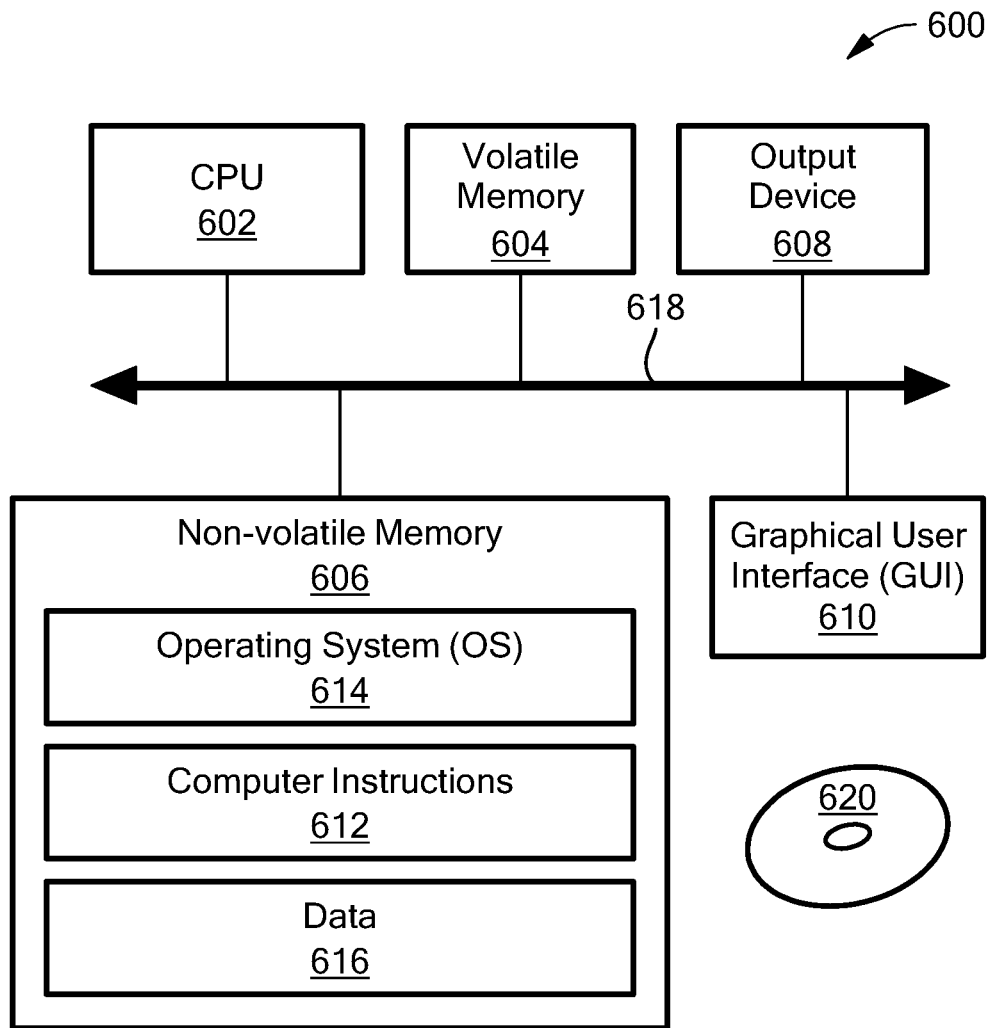 600
CPU
602
Volatile
Memory
604
Output
Device
608
618
Non-volatile Memory
606
Operating System (OS)
614
Computer Instructions
612
Data
616
Graphical User
Interface (GUI)
610
620